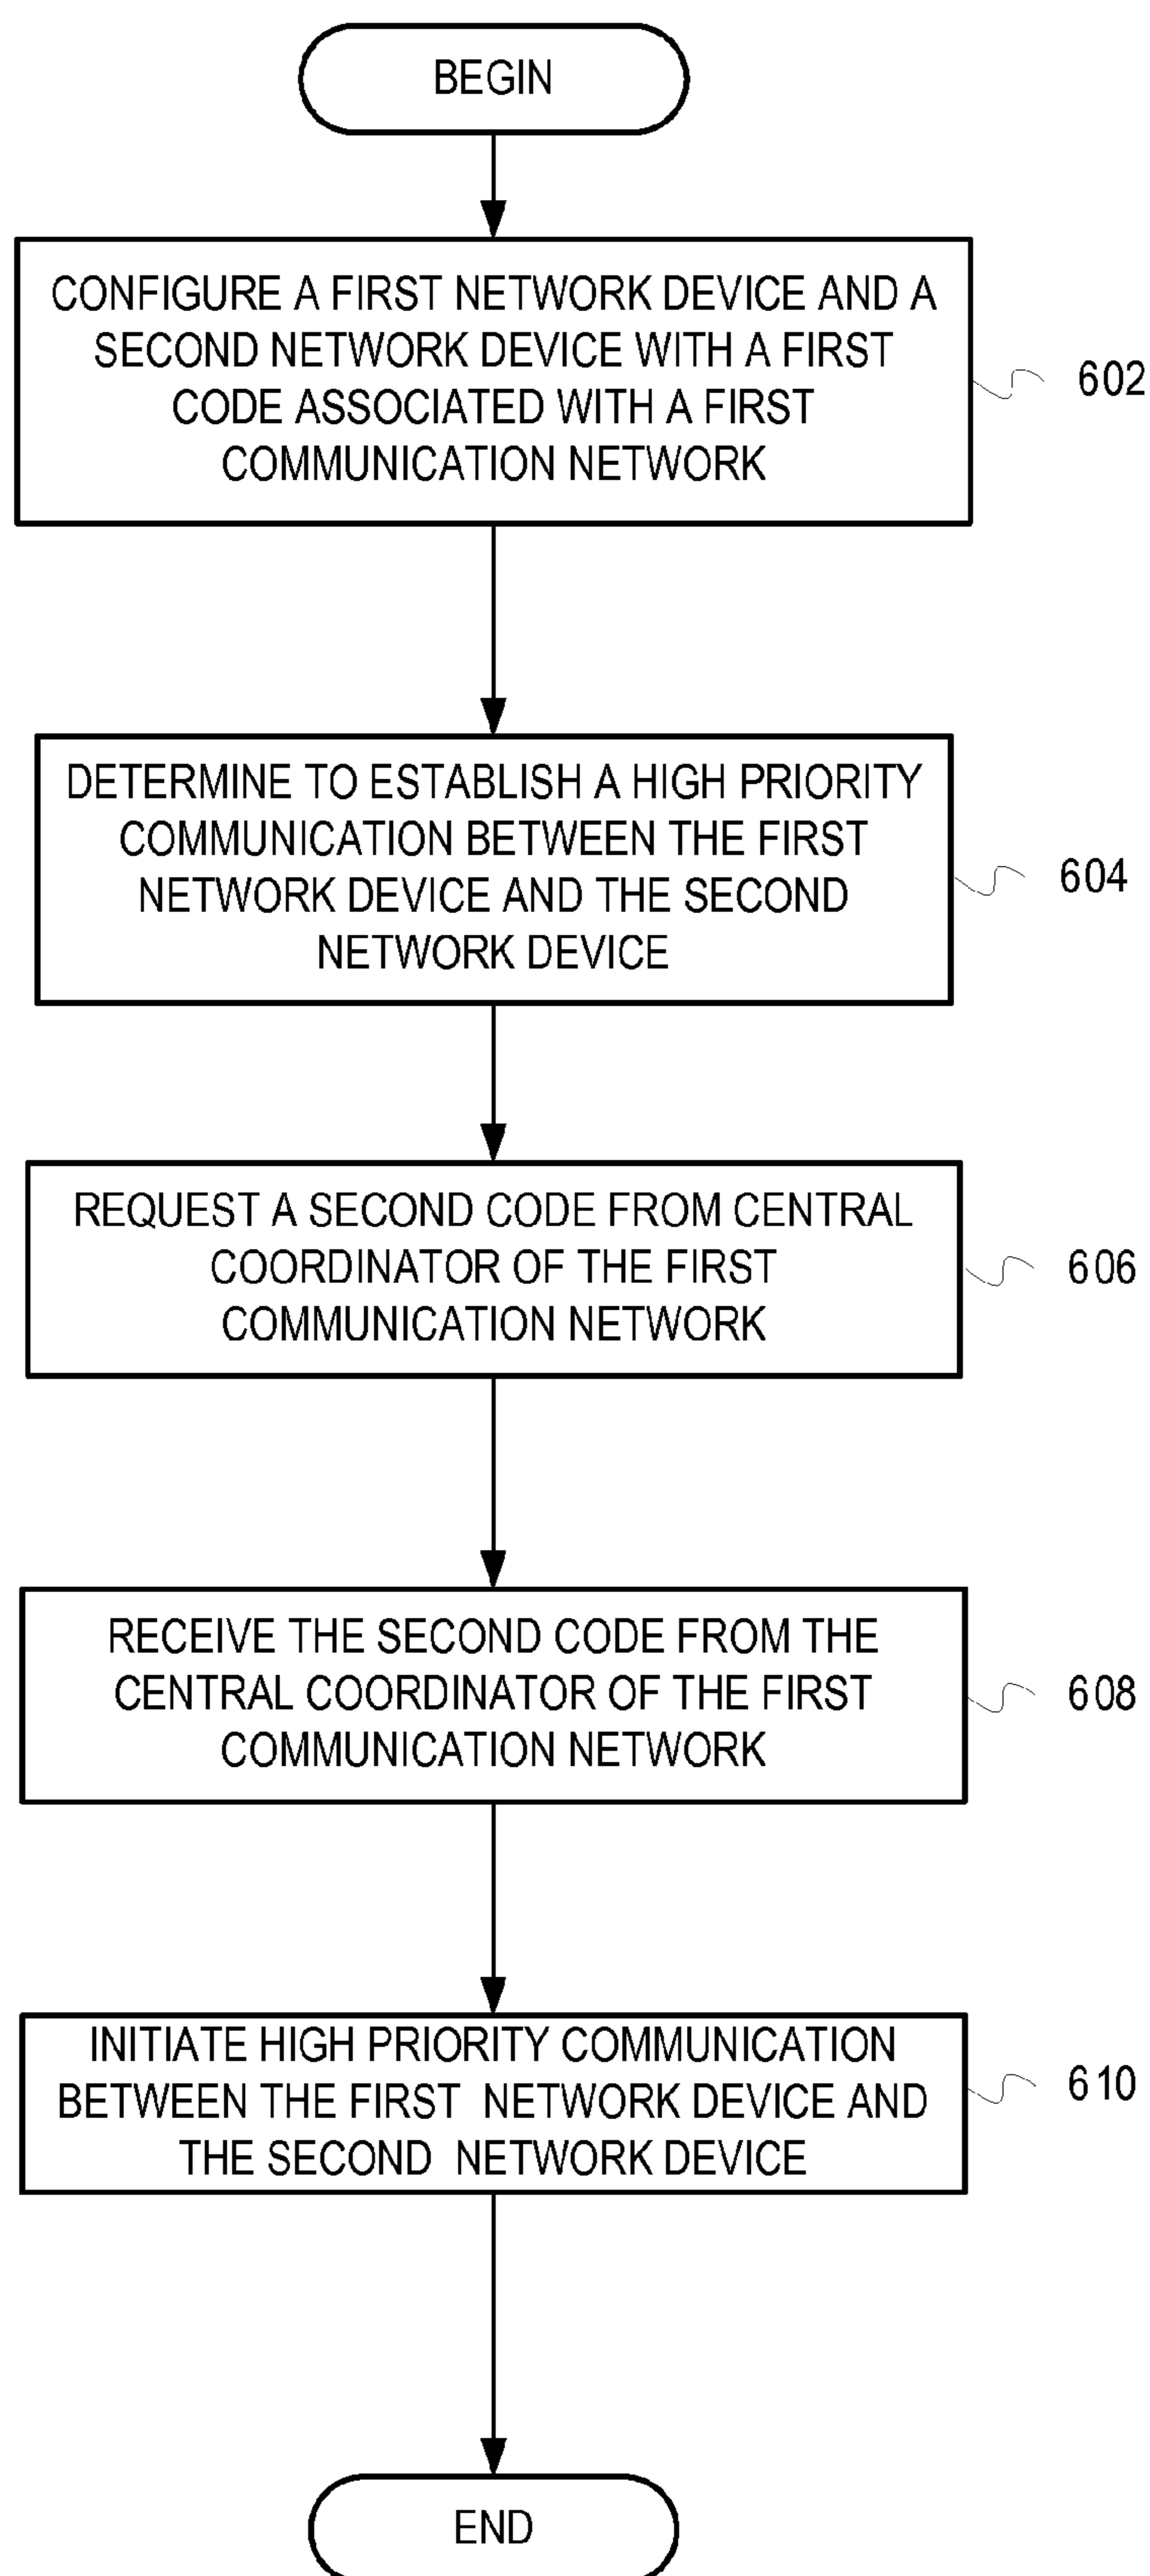 BEGIN
CONFIGURE A FIRST NETWORK DEVICE AND A
SECOND NETWORK DEVICE WITH A FIRST
CODE ASSOCIATED WITH A FIRST
COMMUNICATION NETWORK
602
DETERMINE TO ESTABLISH A HIGH PRIORITY
COMMUNICATION BETWEEN THE FIRST
NETWORK DEVICE AND THE SECOND
NETWORK DEVICE
604
REQUEST A SECOND CODE FROM CENTRAL
COORDINATOR OF THE FIRST
COMMUNICATION NETWORK
606
RECEIVE THE SECOND CODE FROM THE
CENTRAL COORDINATOR OF THE FIRST
COMMUNICATION NETWORK
608
INITIATE HIGH PRIORITY COMMUNICATION
BETWEEN THE FIRST NETWORK DEVICE AND
THE SECOND NETWORK DEVICE
610
END